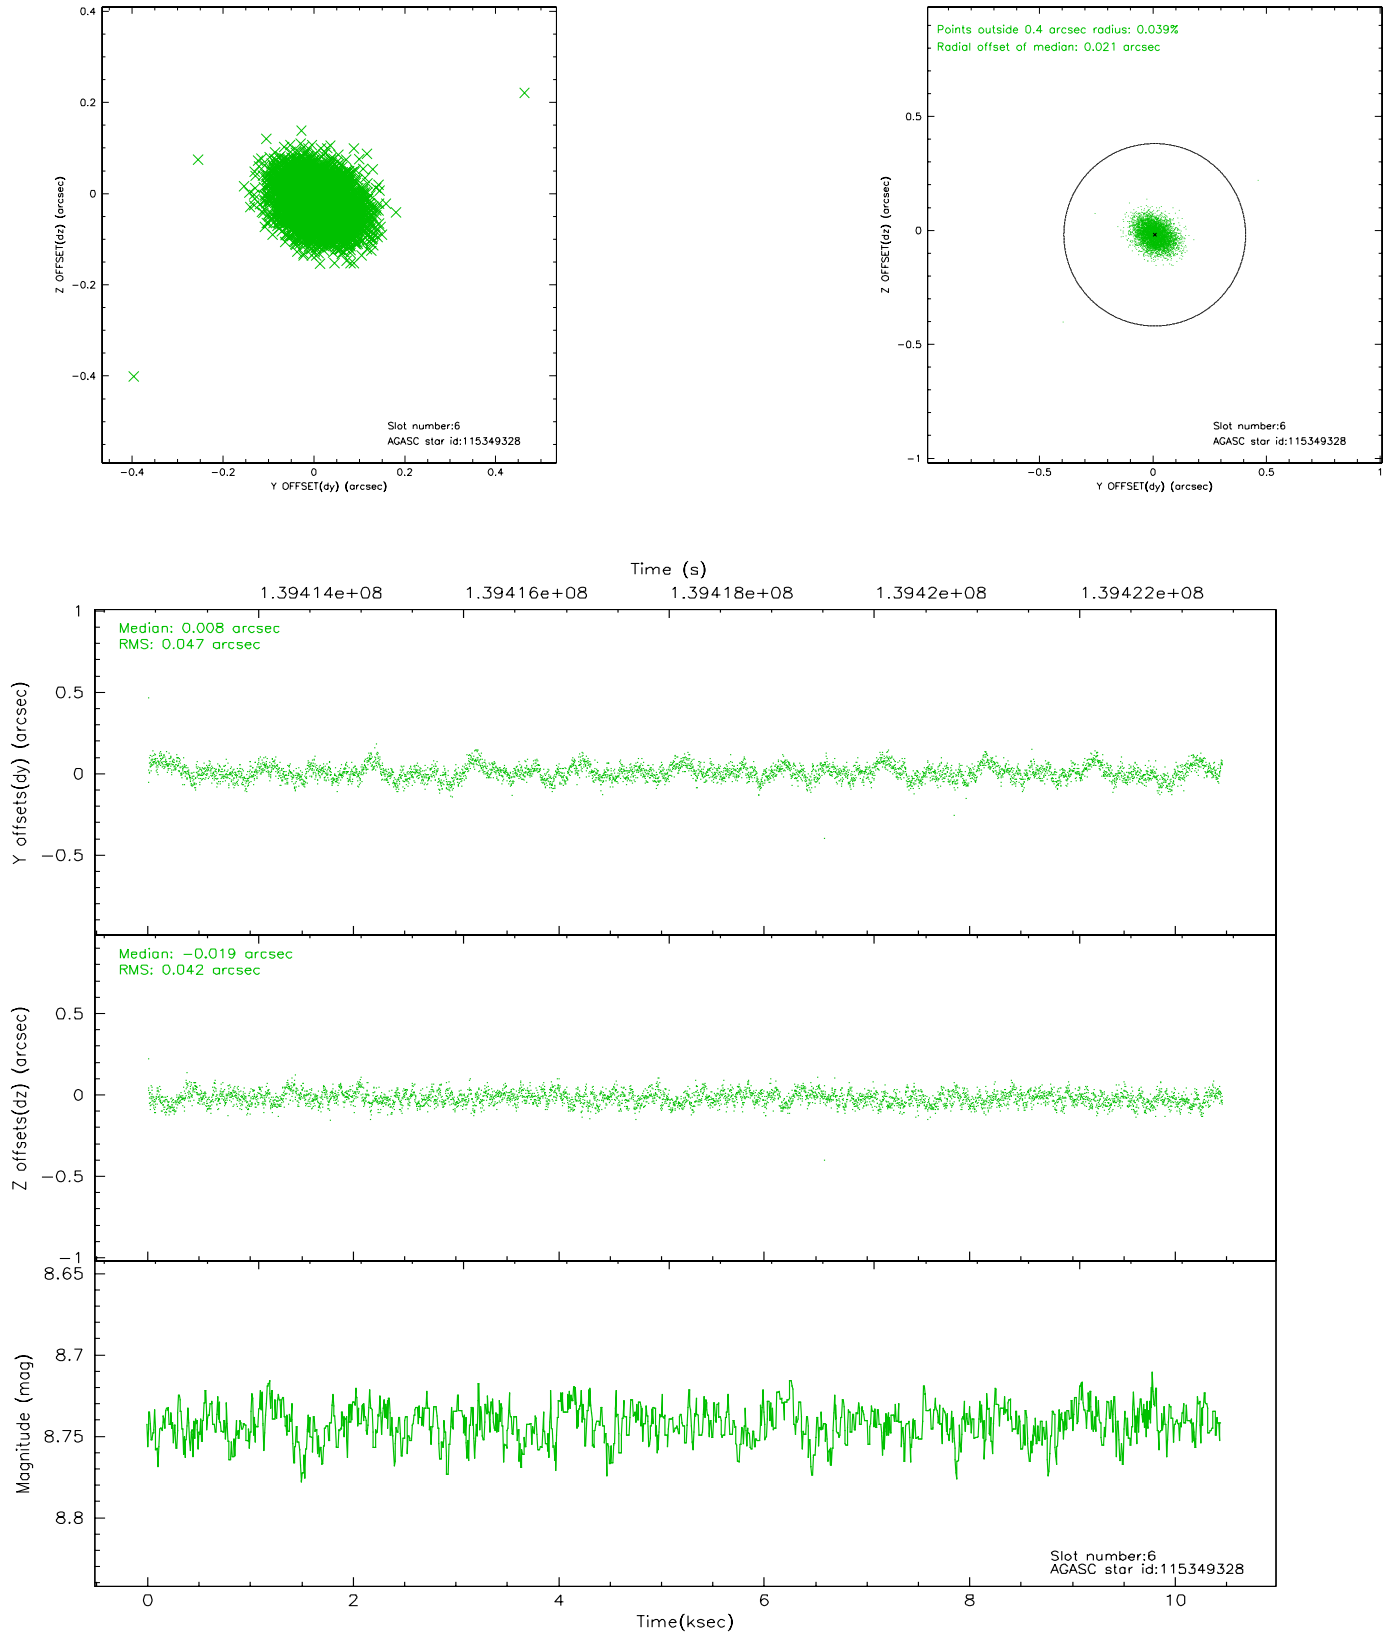 0.4
0.2
0
-0.2
-0.4
Z OFFSET(dz) (arcsec)
Slot number:6
AGASC star id:115349328
-0.4 -0.2 0 0.2 0.4
Y OFFSET(dy) (arcsec)
Points outside 0.4 arcsec radius: 0.039%
Radial offset of median: 0.021 arcsec
0.5
0
-0.5
-1
Z OFFSET(dz) (arcsec)
Slot number:6
AGASC star id:115349328
-0.5 0 0.5 1
Y OFFSET(dy) (arcsec)
Time (s)
1.39414e+08 1.39416e+08 1.39418e+08 1.3942e+08 1.39422e+08
Median: 0.008 arcsec
RMS: 0.047 arcsec
1
0.5
0
-0.5
Y offsets(dy) (arcsec)
Median: -0.019 arcsec
RMS: 0.042 arcsec
0.5
0
-0.5
-1
Z offsets(dz) (arcsec)
8.65
8.7
8.75
8.8
Magnitude (mag)
Slot number:6
AGASC star id:115349328
0 2 4 6 8 10
Time(ksec)